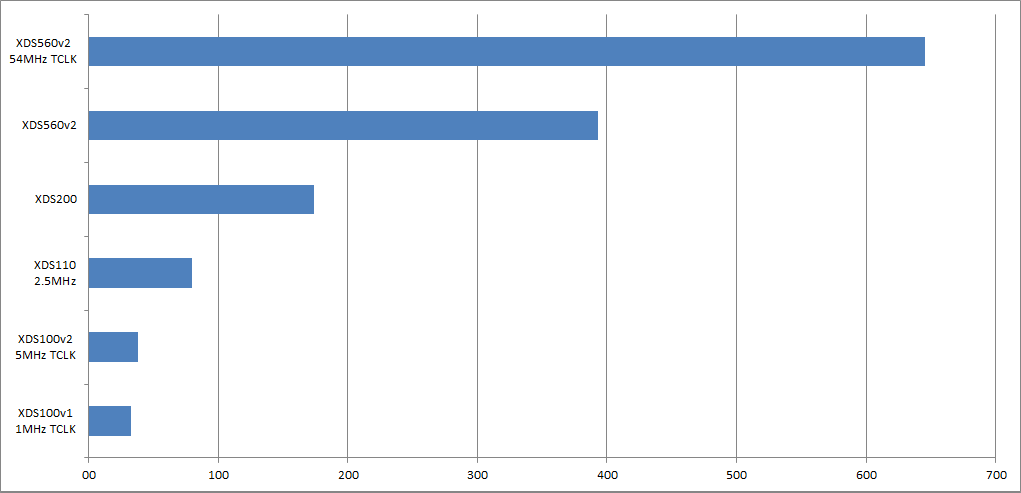 XDS560v2
54MHz TCLK
XDS560v2
XDS200
XDS110
2.5MHz
XDS100v2
5MHz TCLK
XDS100v1
1MHz TCLK
00 100 200 300 400 500 600 700